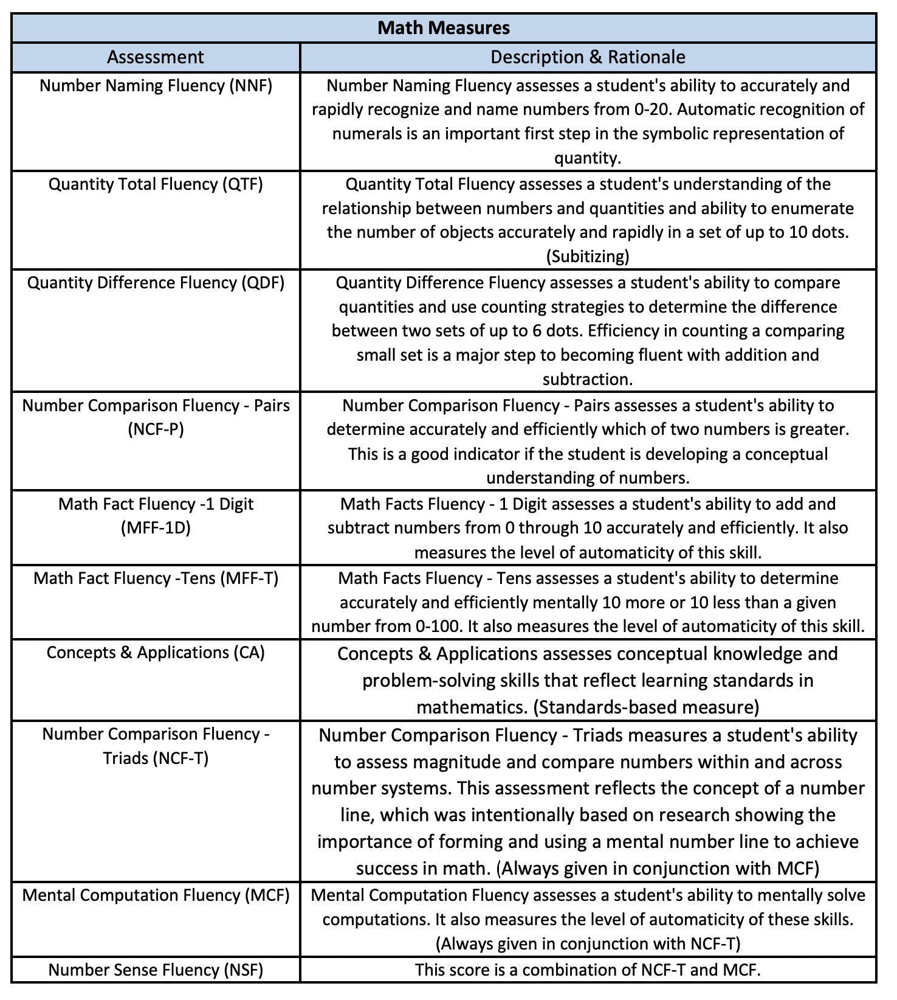 Math Measures
Assessment
Description & Rationale
Number Naming Fluency (NNF)
Number Naming Fluency assesses a student's ability to accurately and
rapidly recognize and name numbers from 0-20. Automatic recognition of
numerals is an important first step in the symbolic representation of
quantity.
Quantity Total Fluency (QTF)
Quantity Total Fluency assesses a student's understanding of the
relationship between numbers and quantities and ability to enumerate
the number of objects accurately and rapidly in a set of up to 10 dots.
(Subitizing)
Quantity Difference Fluency (QDF)
Quantity Difference Fluency assesses a student's ability to compare
quantities and use counting strategies to determine the difference
between two sets of up to 6 dots. Efficiency in counting a comparing
small set is a major step to becoming fluent with addition and
subtraction.
Number Comparison Fluency - Pairs
(NCF-P)
Number Comparison Fluency - Pairs assesses a student's ability to
determine accurately and efficiently which of two numbers is greater.
This is a good indicator if the student is developing a conceptual
understanding of numbers.
Math Fact Fluency -1 Digit
(MFF-1D)
Math Facts Fluency - 1 Digit assesses a student's ability to add and
subtract numbers from 0 through 10 accurately and efficiently. It also
measures the level of automaticity of this skill.
Math Fact Fluency -Tens (MFF-T)
Math Facts Fluency - Tens assesses a student's ability to determine
accurately and efficiently mentally 10 more or 10 less than a given
number from 0-100. It also measures the level of automaticity of this skill.
Concepts & Applications (CA)
Concepts & Applications assesses conceptual knowledge and
problem-solving skills that reflect learning standards in
mathematics. (Standards-based measure)
Number Comparison Fluency -
Triads (NCF-T)
Number Comparison Fluency - Triads measures a student's ability
to assess magnitude and compare numbers within and across
number systems. This assessment reflects the concept of a number
line, which was intentionally based on research showing the
importance of forming and using a mental number line to achieve
success in math. (Always given in conjunction with MCF)
Mental Computation Fluency (MCF)
Mental Computation Fluency assesses a student's ability to mentally solve
computations. It also measures the level of automaticity of these skills.
(Always given in conjunction with NCF-T)
Number Sense Fluency (NSF)
This score is a combination of NCF-T and MCF.